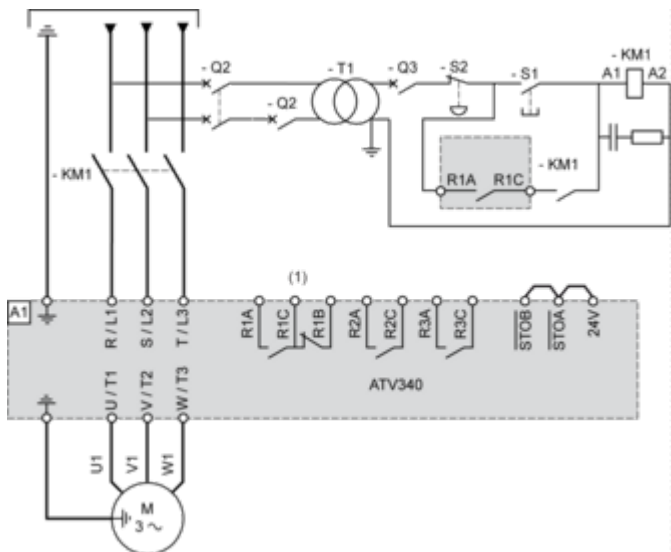 - Q2
- T1
- Q3
- S2
- S1
- KM1
A1
A2
- Q2
- KM1
R1A
R1C
- KM1
(1)
A1
R / L1
S / L2
T / L3
R1A
R1C
R1B
R2A
R2C
R3A
R3C
STOB
STOA
24V
ATV340
U / T1
V / T2
W / T3
U1
V1
W1
M
3 ~